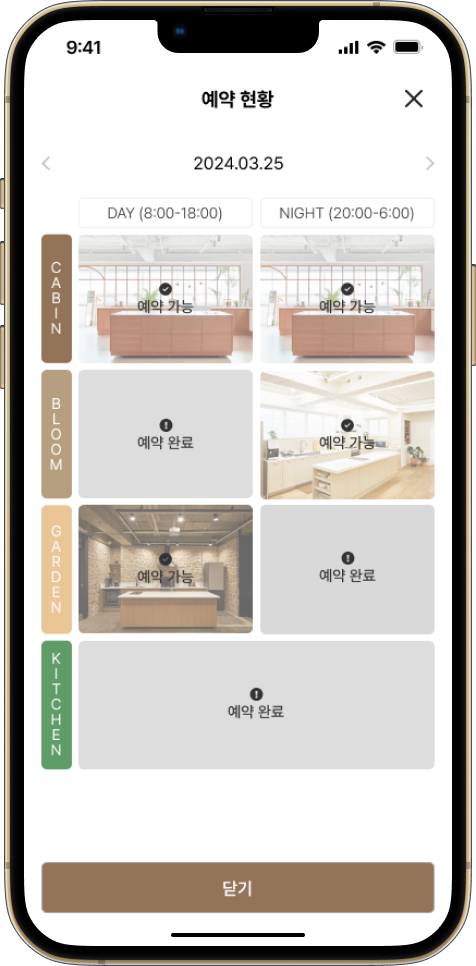 9:41
예약 현황
2024.03.25
DAY (8:00-18:00)
NIGHT (20:00-6:00)
CABIN
예약 가능
예약 가능
BLOOM
예약 완료
예약 가능
GARDEN
예약 가능
예약 완료
KITCHEN
예약 완료
닫기